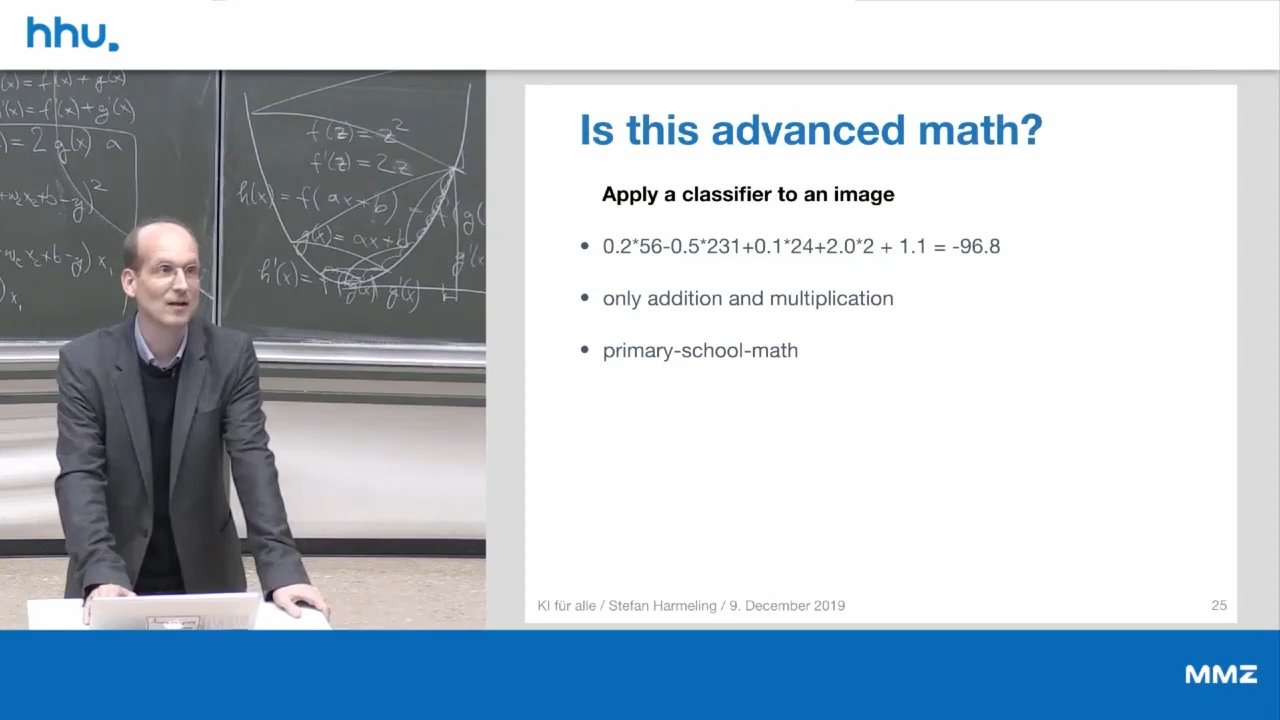 hhu.
f(x) + g(x)
f'(x) + g'(x)
= 2 g(x) a
f(z) = z²
f'(z) = 2z
h(x) = f( ax + b )
g(x) = ax + b
h'(x) =
g'(x)
Is this advanced math?
Apply a classifier to an image
• 0.2*56-0.5*231+0.1*24+2.0*2 + 1.1 = -96.8
• only addition and multiplication
• primary-school-math
KI für alle / Stefan Harmeling / 9. December 2019
25
MMZ